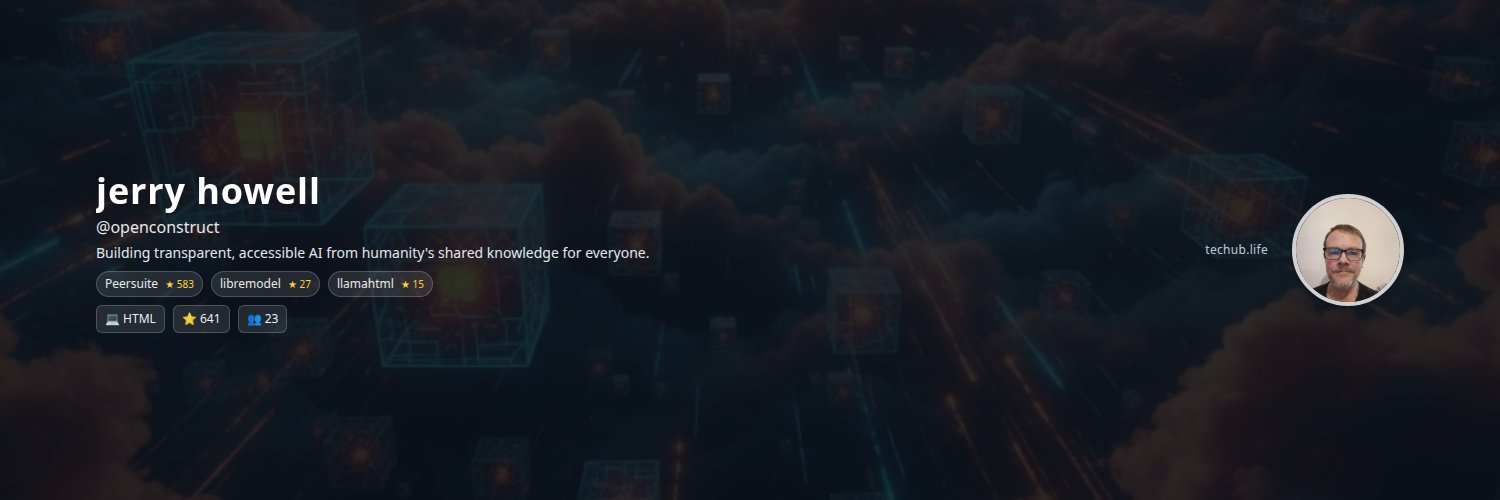 jerry howell
@openconstruct
Building transparent, accessible AI from humanity's shared knowledge for everyone.
techub.life
Peersuite ★ 583 libremodel ★ 27 llamahtml ★ 15
💻 HTML ⭐ 641 👥 23